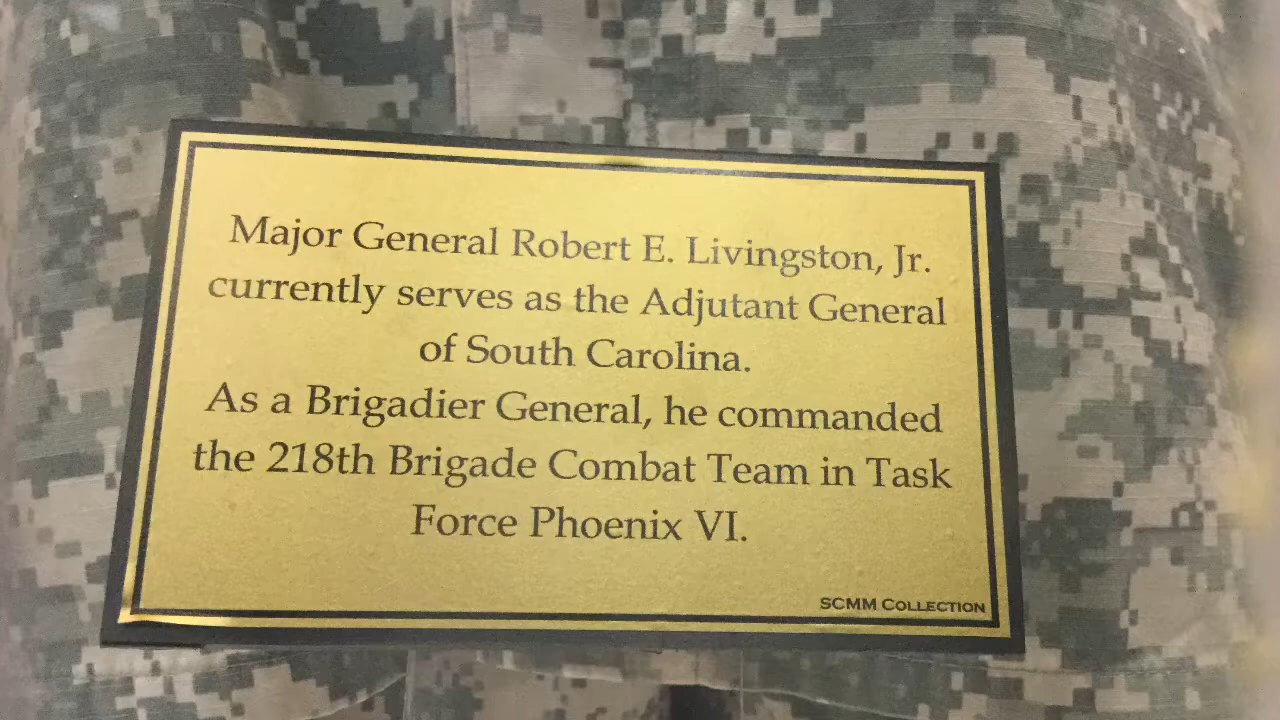 Major General Robert E. Livingston, Jr.
currently serves as the Adjutant General
of South Carolina.
As a Brigadier General, he commanded
the 218th Brigade Combat Team in Task
Force Phoenix VI.
SCMM Collection